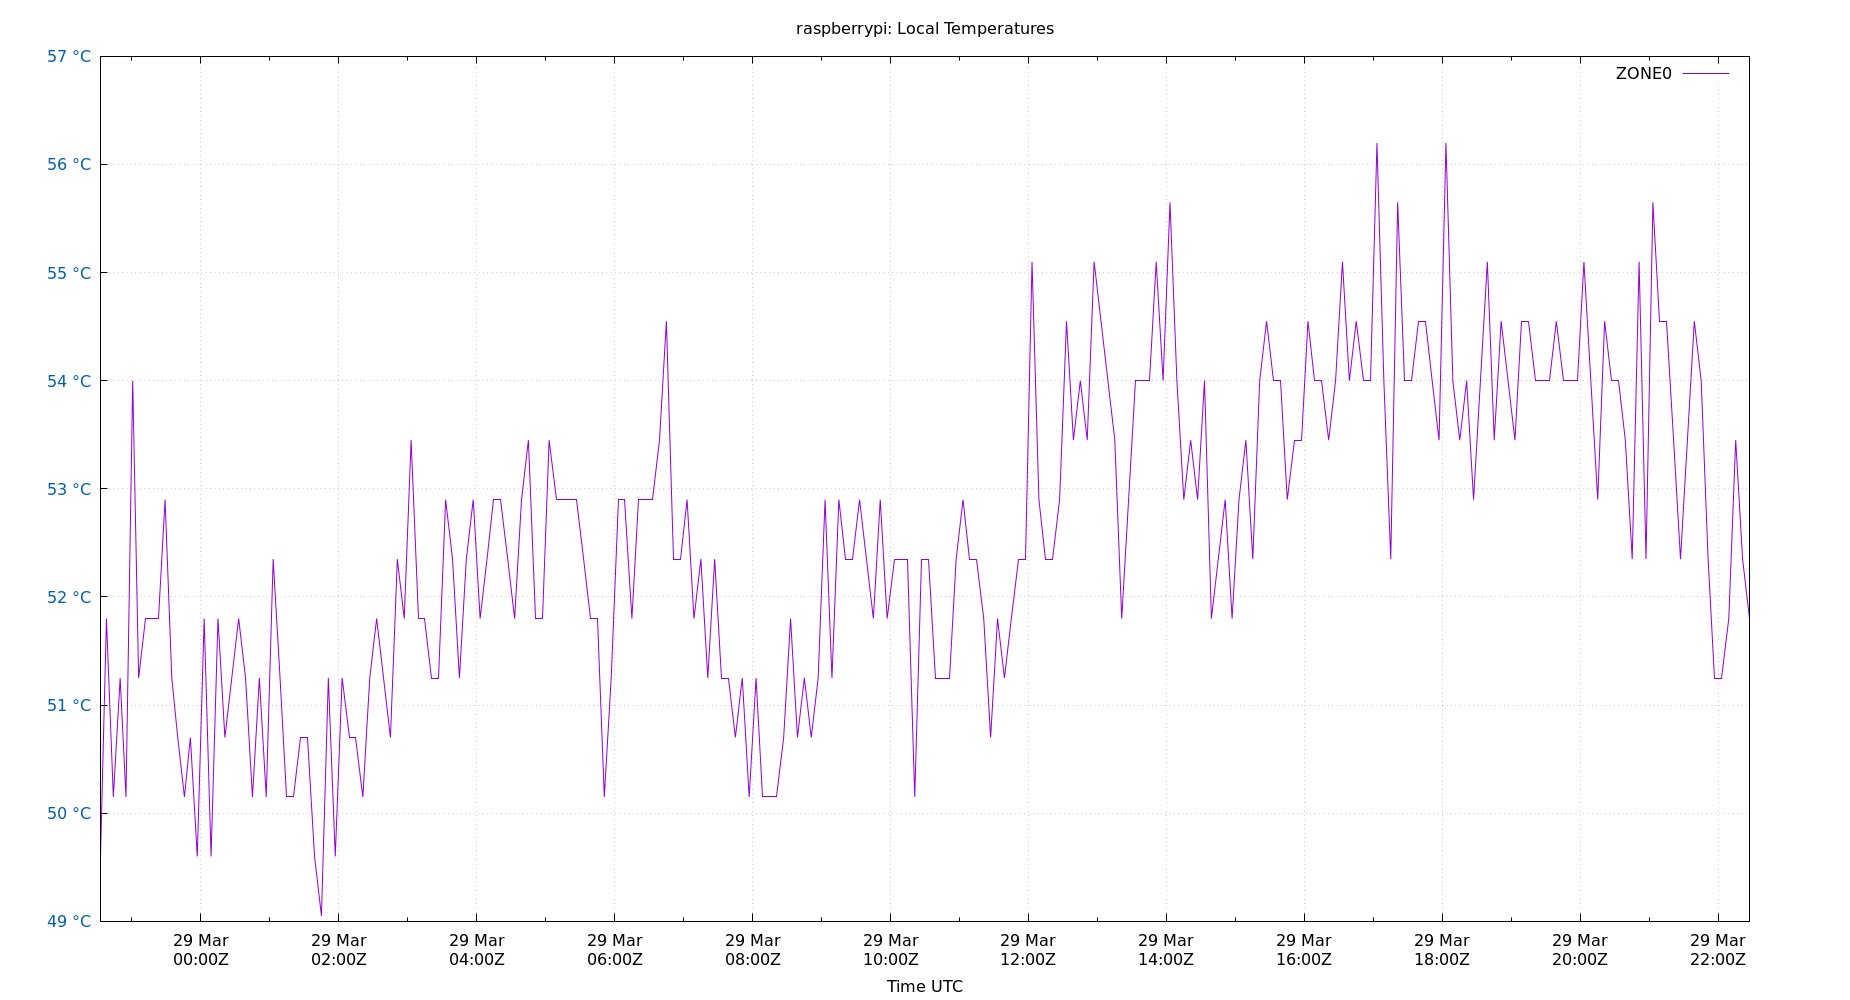 raspberrypi: Local Temperatures
57 °C
ZONE0
56 °C
55 °C
54 °C
53 °C
52 °C
51 °C
50 °C
49 °C
29 Mar 29 Mar 29 Mar 29 Mar 29 Mar 29 Mar 29 Mar 29 Mar 29 Mar 29 Mar 29 Mar 29 Mar
00:00Z 02:00Z 04:00Z 06:00Z 08:00Z 10:00Z 12:00Z 14:00Z 16:00Z 18:00Z 20:00Z 22:00Z
Time UTC